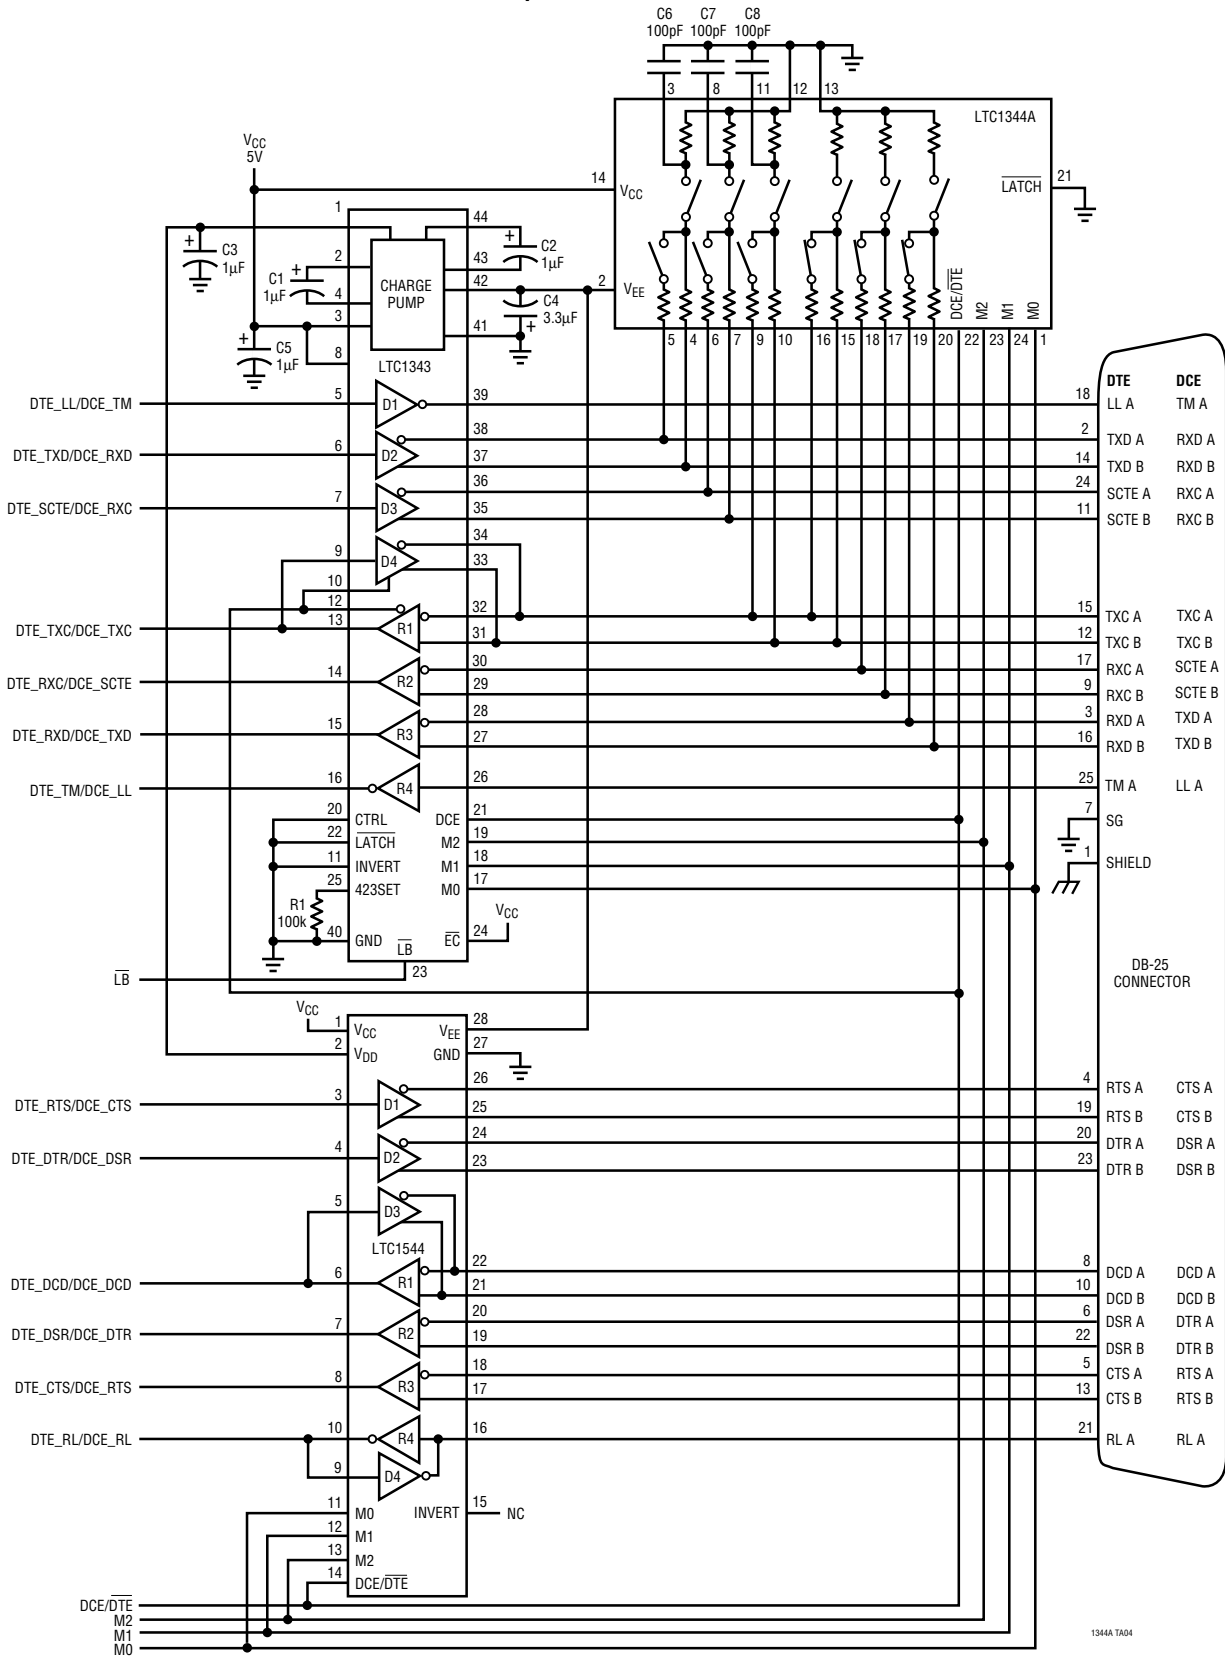 C6 C7 C8
100pF 100pF 100pF
3 8 11 12 13
LTC1344A
VCC
5V
14 VCC
LATCH 21
1 44
C3
1µF
2 43
C2
1µF
C1
1µF
CHARGE
PUMP
42 2 VEE
4
C4
3.3µF
3 41
C5
1µF
8
LTC1343
DCE/DTE M2 M1 M0
5 4 6 7 9 10 16 15 18 17 19 20 22 23 24 1
DTE DCE
DTE_LL/DCE_TM 5 D1 39 18 LL A TM A
38 2 TXD A RXD A
DTE_TXD/DCE_RXD 6 D2 37 14 TXD B RXD B
36 24 SCTE A RXC A
DTE_SCTE/DCE_RXC 7 D3 35 11 SCTE B RXC B
34
9 D4 33
10
12 32 15 TXC A TXC A
DTE_TXC/DCE_TXC 13 R1 31 12 TXC B TXC B
30 17 RXC A SCTE A
DTE_RXC/DCE_SCTE 14 R2 29 9 RXC B SCTE B
28 3 RXD A TXD A
DTE_RXD/DCE_TXD 15 R3 27 16 RXD B TXD B
DTE_TM/DCE_LL 16 R4 26 25 TM A LL A
20 CTRL DCE 21 7 SG
22 LATCH M2 19
11 INVERT M1 18 1 SHIELD
25 423SET M0 17
R1
100k
VCC
40 GND EC 24
LB
LB 23
DB-25
CONNECTOR
VCC
1 VCC VEE 28
2 VDD GND 27
26 4 RTS A CTS A
DTE_RTS/DCE_CTS 3 D1 25 19 RTS B CTS B
24 20 DTR A DSR A
DTE_DTR/DCE_DSR 4 D2 23 23 DTR B DSR B
5 D3
LTC1544
22 8 DCD A DCD A
DTE_DCD/DCE_DCD 6 R1 21 10 DCD B DCD B
20 6 DSR A DTR A
DTE_DSR/DCE_DTR 7 R2 19 22 DSR B DTR B
18 5 CTS A RTS A
DTE_CTS/DCE_RTS 8 R3 17 13 CTS B RTS B
DTE_RL/DCE_RL 10 R4 16 21 RL A RL A
9 D4
11 M0 INVERT 15 NC
12 M1
13 M2
14 DCE/DTE
DCE/DTE
M2
M1
M0
1344A TA04